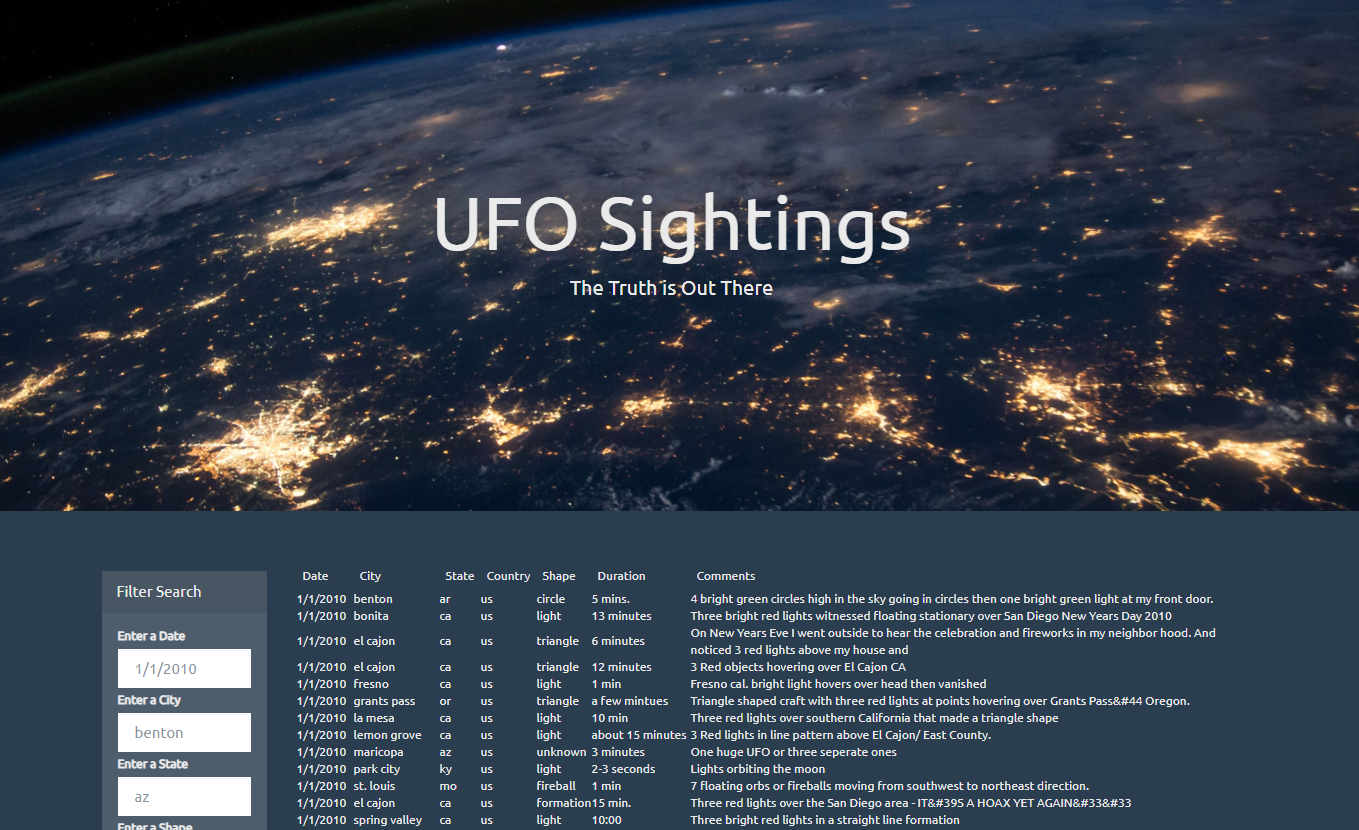 UFO Sightings
The Truth is Out There
Filter Search
Enter a Date
1/1/2010
Enter a City
benton
Enter a State
az
Enter a Shape
Date City State Country Shape Duration Comments
1/1/2010 benton ar us circle 5 mins. 4 bright green circles high in the sky going in circles then one bright green light at my front door.
1/1/2010 bonita ca us light 13 minutes Three bright red lights witnessed floating stationary over San Diego New Years Day 2010
1/1/2010 el cajon ca us triangle 6 minutes On New Years Eve I went outside to hear the celebration and fireworks in my neighbor hood. And
noticed 3 red lights above my house and
1/1/2010 el cajon ca us triangle 12 minutes 3 Red objects hovering over El Cajon CA
1/1/2010 fresno ca us light 1 min Fresno cal. bright light hovers over head then vanished
1/1/2010 grants pass or us triangle a few mintues Triangle shaped craft with three red lights at points hovering over Grants Pass&#44 Oregon.
1/1/2010 la mesa ca us light 10 min Three red lights over southern California that made a triangle shape
1/1/2010 lemon grove ca us light about 15 minutes 3 Red lights in line pattern above El Cajon/ East County.
1/1/2010 maricopa az us unknown 3 minutes One huge UFO or three seperate ones
1/1/2010 park city ky us light 2-3 seconds Lights orbiting the moon
1/1/2010 st. louis mo us fireball 1 min 7 floating orbs or fireballs moving from southwest to northeast direction.
1/1/2010 el cajon ca us formation 15 min. Three red lights over the San Diego area - IT&#39S A HOAX YET AGAIN&#33&#33
1/1/2010 spring valley ca us light 10:00 Three bright red lights in a straight line formation